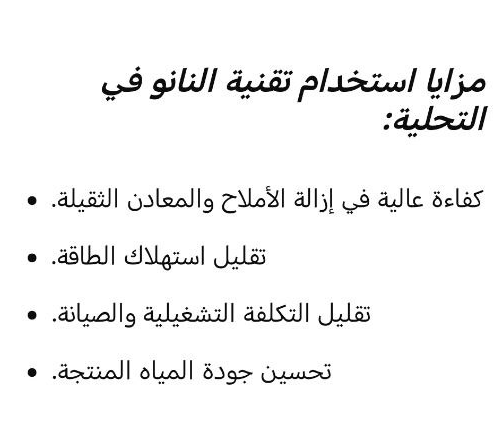 مزايا استخدام تقنية النانو في
التحلية:
• كفاءة عالية في إزالة الأملاح والمعادن الثقيلة.
• تقليل استهلاك الطاقة.
• تقليل التكلفة التشغيلية والصيانة.
• تحسين جودة المياه المنتجة.